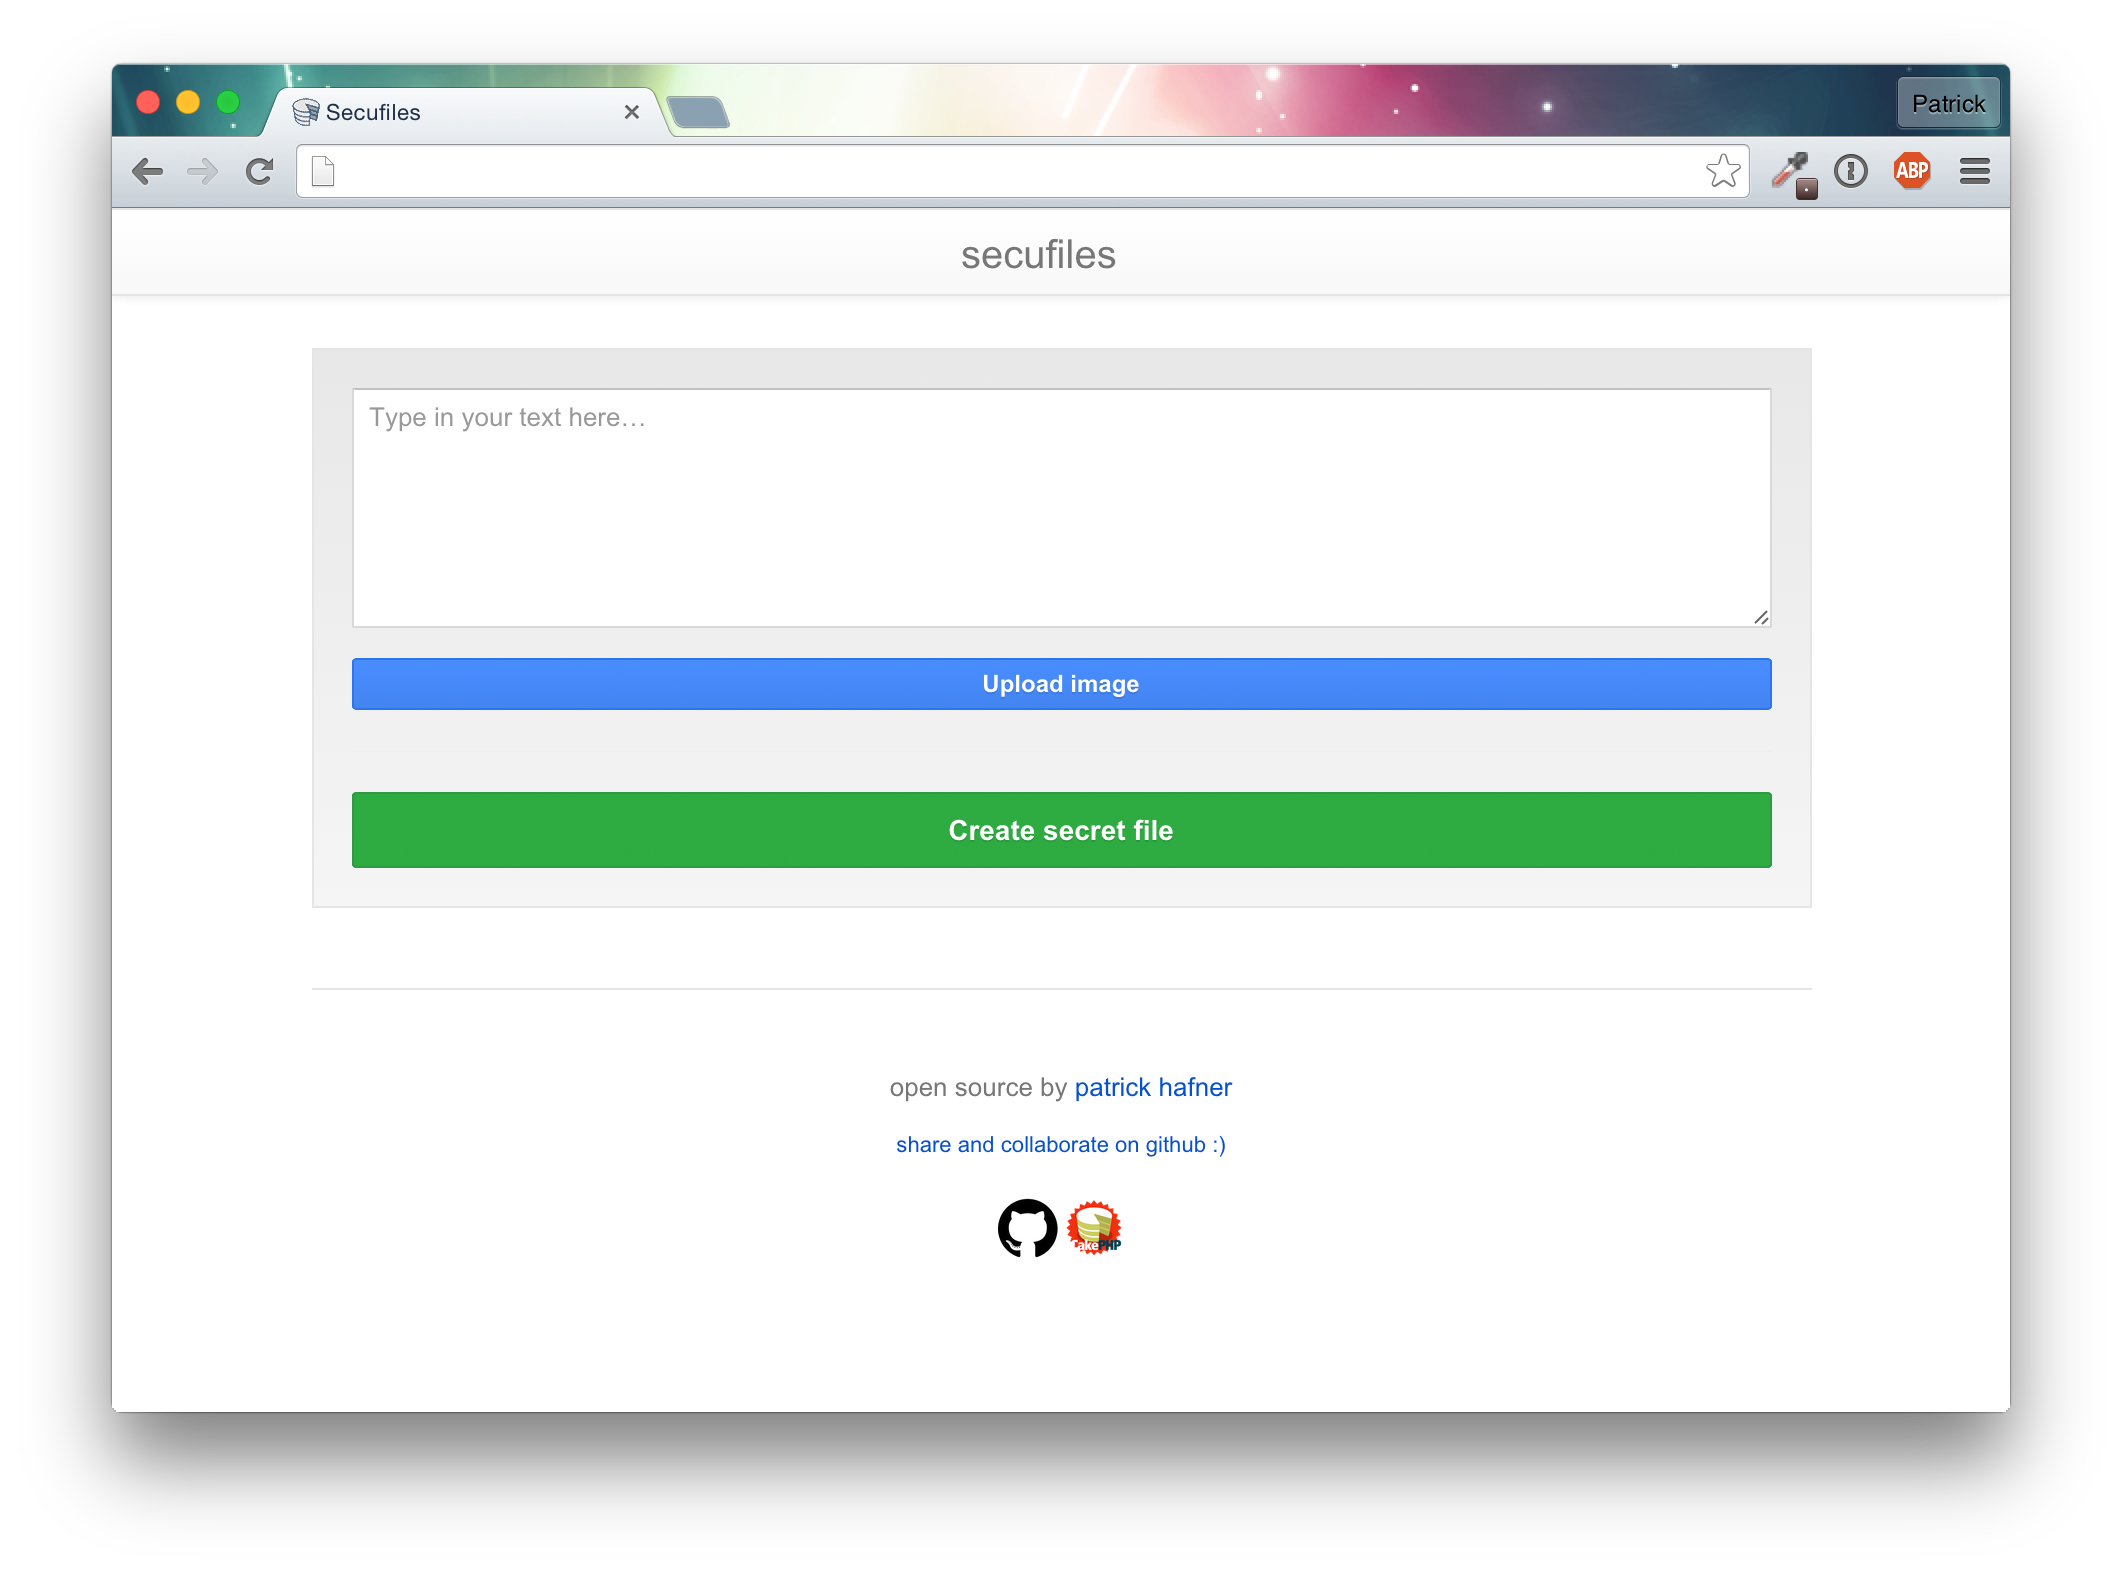 Secufiles
Patrick
ABP
secufiles
Type in your text here…
Upload image
Create secret file
open source by patrick hafner
share and collaborate on github :)
CakePHP